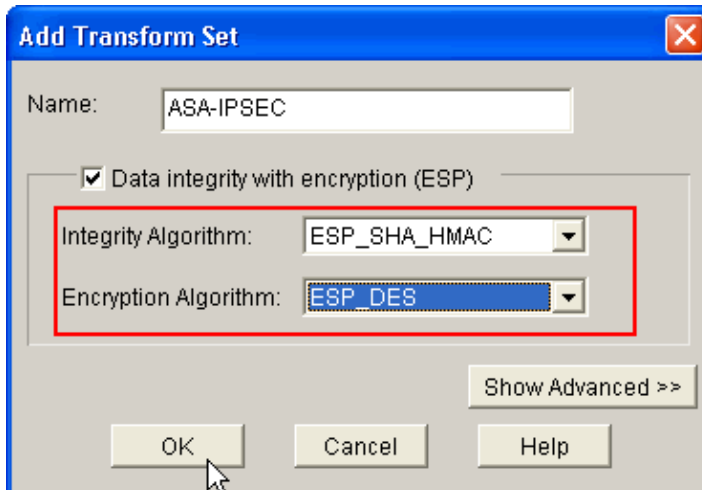 Add Transform Set
Name: ASA-IPSEC
Data integrity with encryption (ESP)
Integrity Algorithm: ESP_SHA_HMAC
Encryption Algorithm: ESP_DES
Show Advanced >>
OK Cancel Help